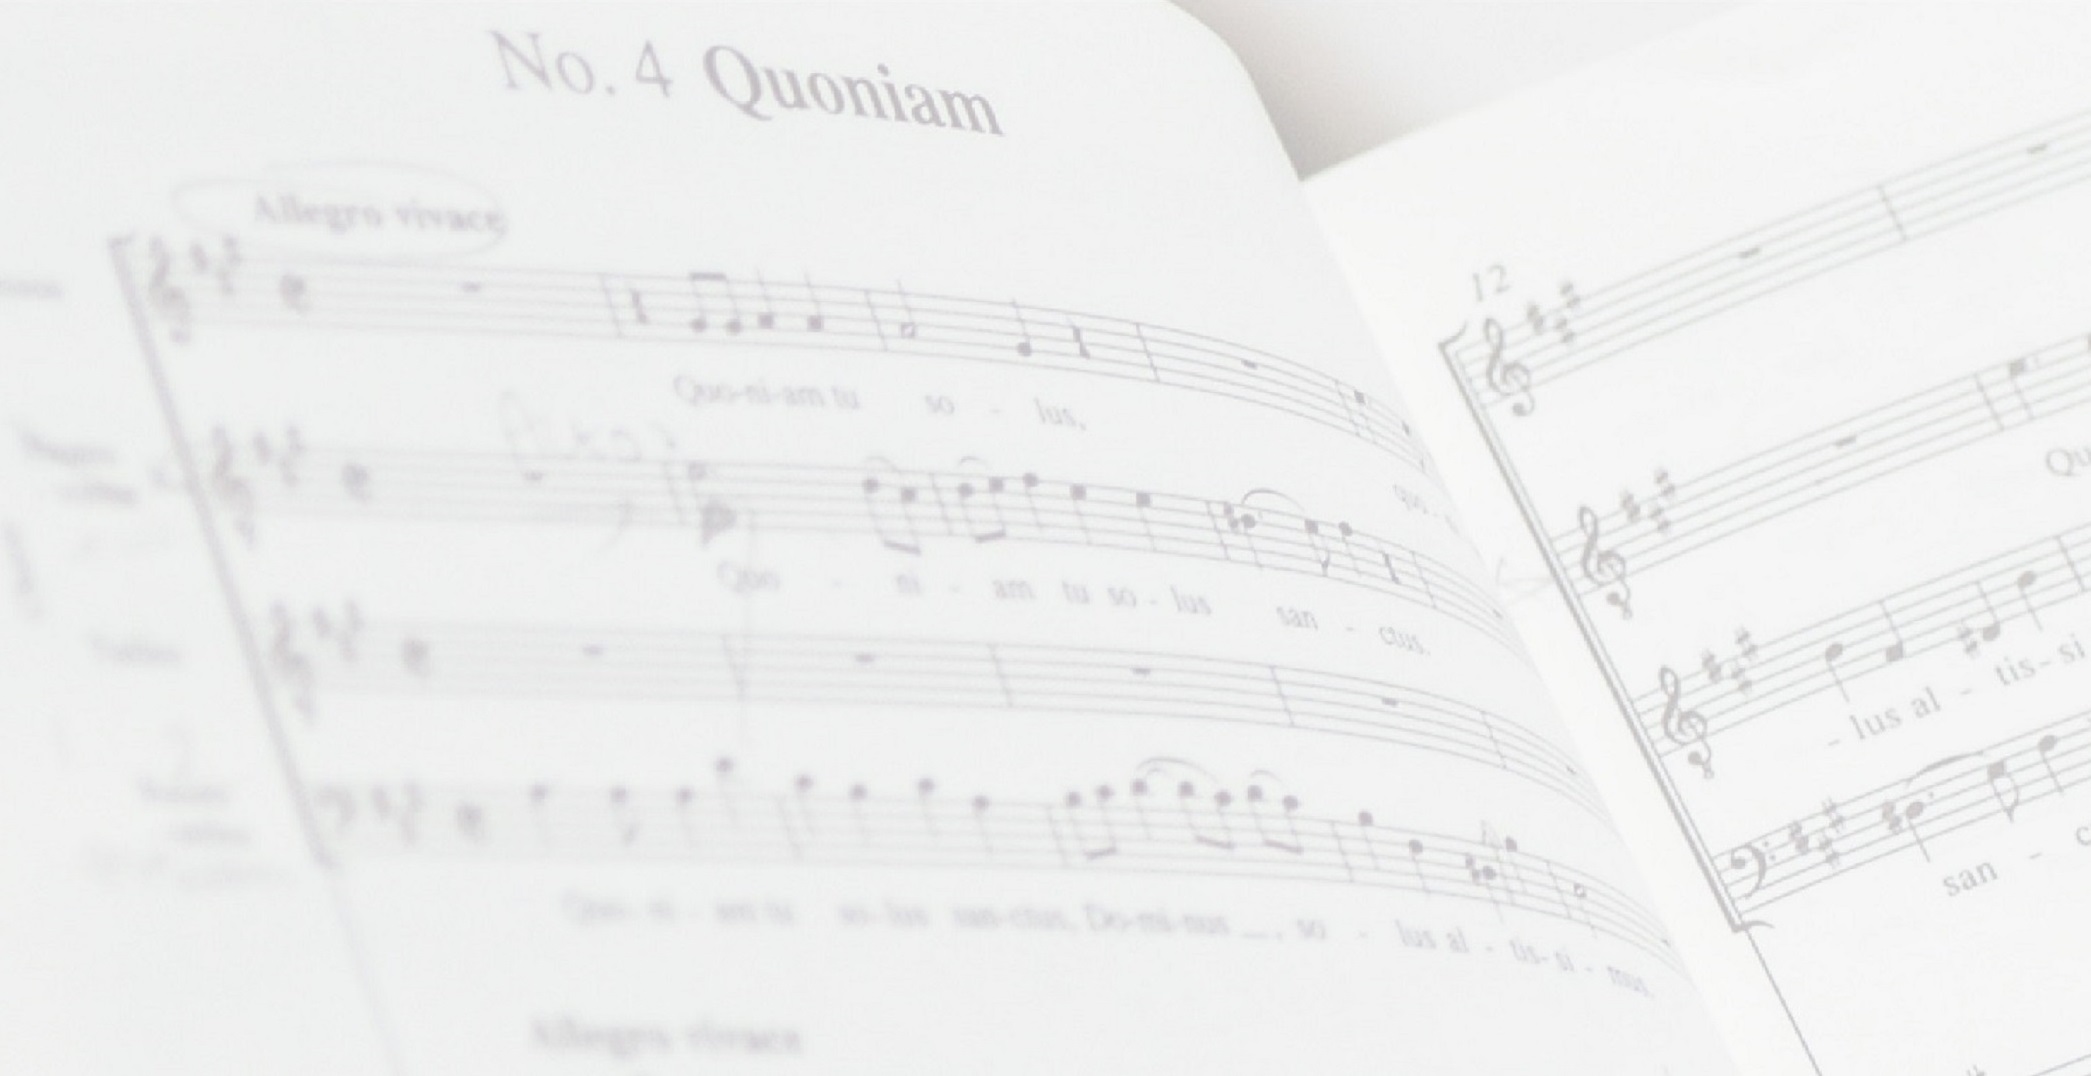 No. 4 Quoniam
Allegro vivace
Quo-ni-am tu so - lus,
quo -
Quo - ni - am tu so - lus san - ctus.
Quo- ni - am tu so- lus san-ctus, Do-mi-nus so - lus al - tis- si - mus.
Allegro vivace
12
Qu
- lus al - tis- si
san - c